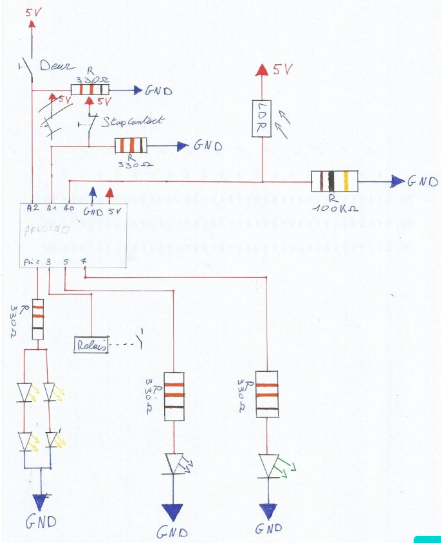 5V
Deur
R
330Ω
GND
5V
5V
Stopcontact
R
330Ω
GND
5V
LDR
R
100KΩ
GND
A2 A1 A0 GND 5V
ARDUINO
3 5 7
R
330Ω
Relais
R
330Ω
R
330Ω
GND
GND
GND